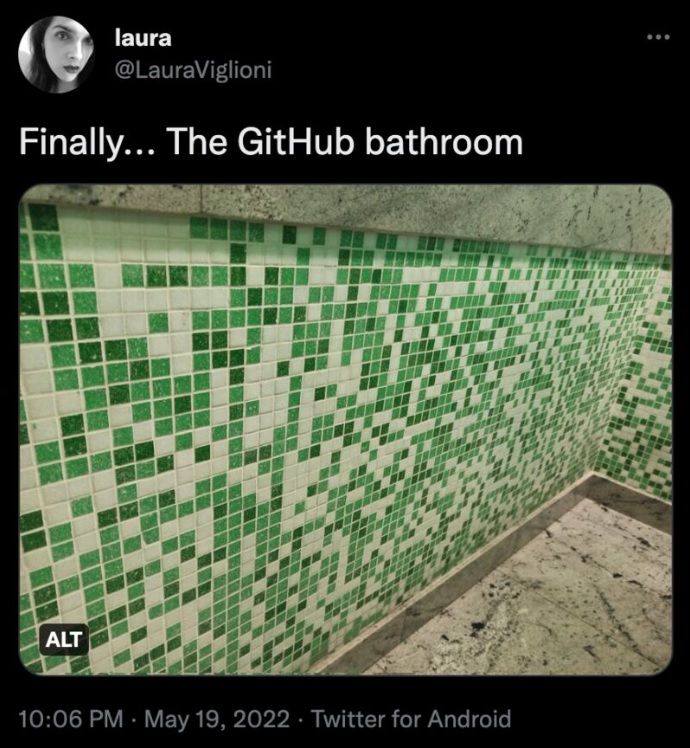 laura
@LauraViglioni
Finally... The GitHub bathroom
ALT
10:06 PM · May 19, 2022 · Twitter for Android